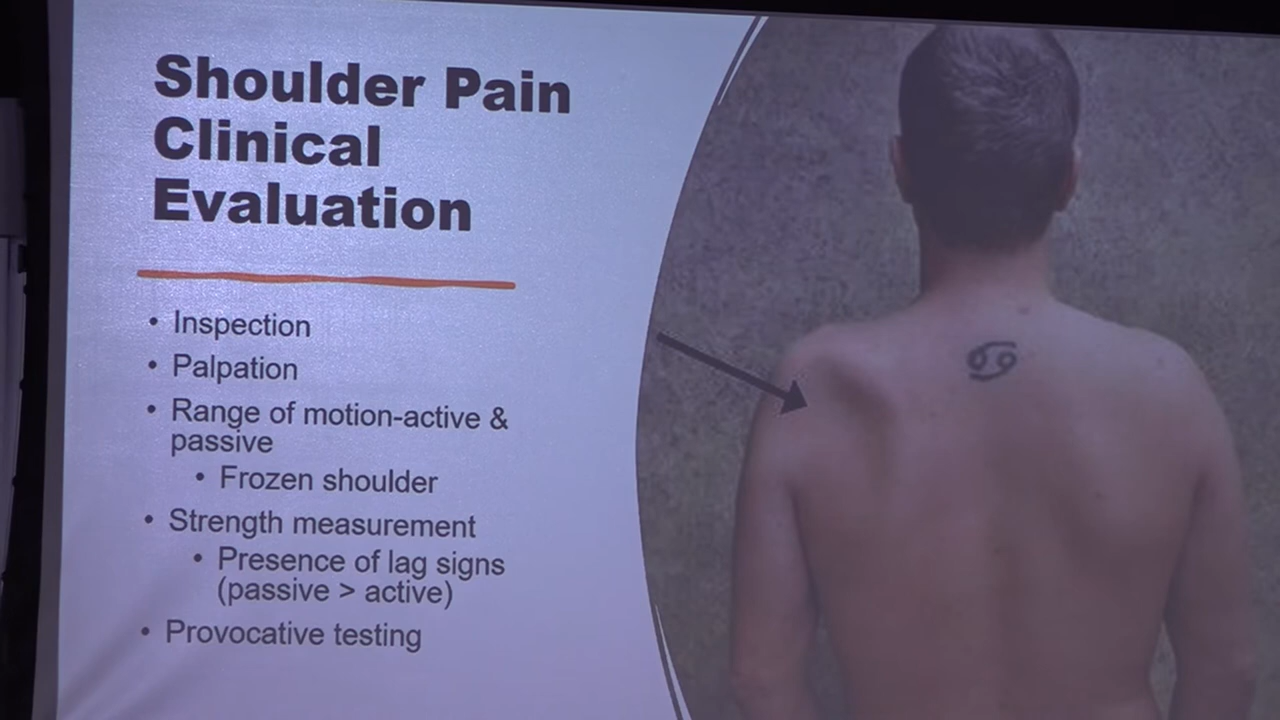 Shoulder Pain
Clinical
Evaluation
• Inspection
• Palpation
• Range of motion-active &
passive
• Frozen shoulder
• Strength measurement
• Presence of lag signs
(passive > active)
• Provocative testing